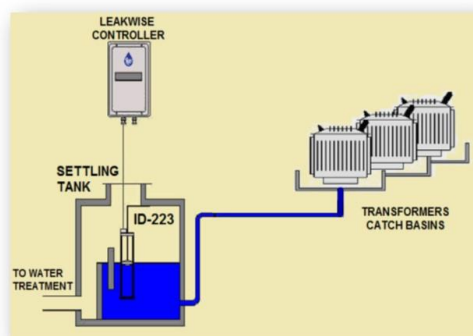 LEAKWISE
CONTROLLER
SETTLING
TANK
ID-223
TRANSFORMERS
CATCH BASINS
TO WATER
TREATMENT